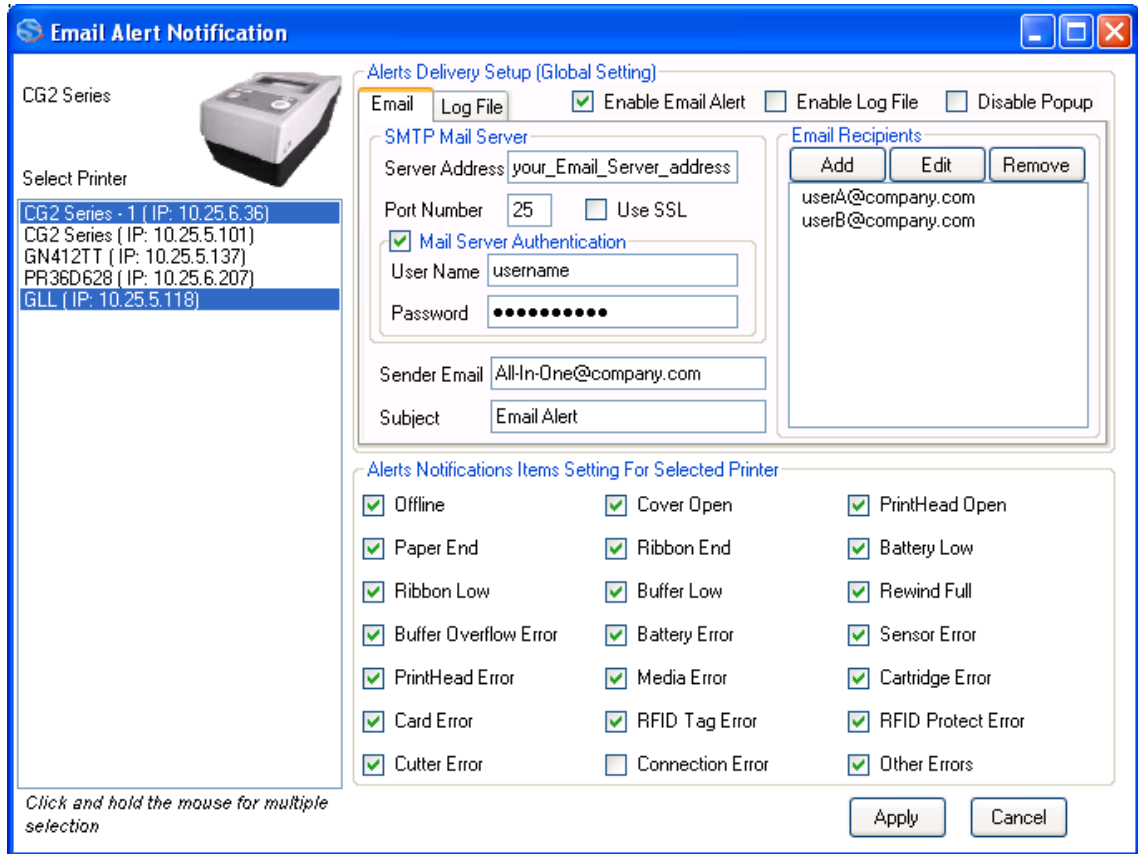 Email Alert Notification
CG2 Series
Select Printer
CG2 Series - 1 ( IP: 10.25.6.36)
CG2 Series ( IP: 10.25.5.101)
GN412TT ( IP: 10.25.5.137)
PR36D628 ( IP: 10.25.6.207)
GLL ( IP: 10.25.5.118)
Click and hold the mouse for multiple
selection
Alerts Delivery Setup (Global Setting)
Email Log File Enable Email Alert Enable Log File Disable Popup
SMTP Mail Server
Server Address your_Email_Server_address
Port Number 25 Use SSL
Mail Server Authentication
User Name username
Password ●●●●●●●●●●
Sender Email All-In-One@company.com
Subject Email Alert
Email Recipients
Add Edit Remove
userA@company.com
userB@company.com
Alerts Notifications Items Setting For Selected Printer
Offline Cover Open PrintHead Open
Paper End Ribbon End Battery Low
Ribbon Low Buffer Low Rewind Full
Buffer Overflow Error Battery Error Sensor Error
PrintHead Error Media Error Cartridge Error
Card Error RFID Tag Error RFID Protect Error
Cutter Error Connection Error Other Errors
Apply Cancel